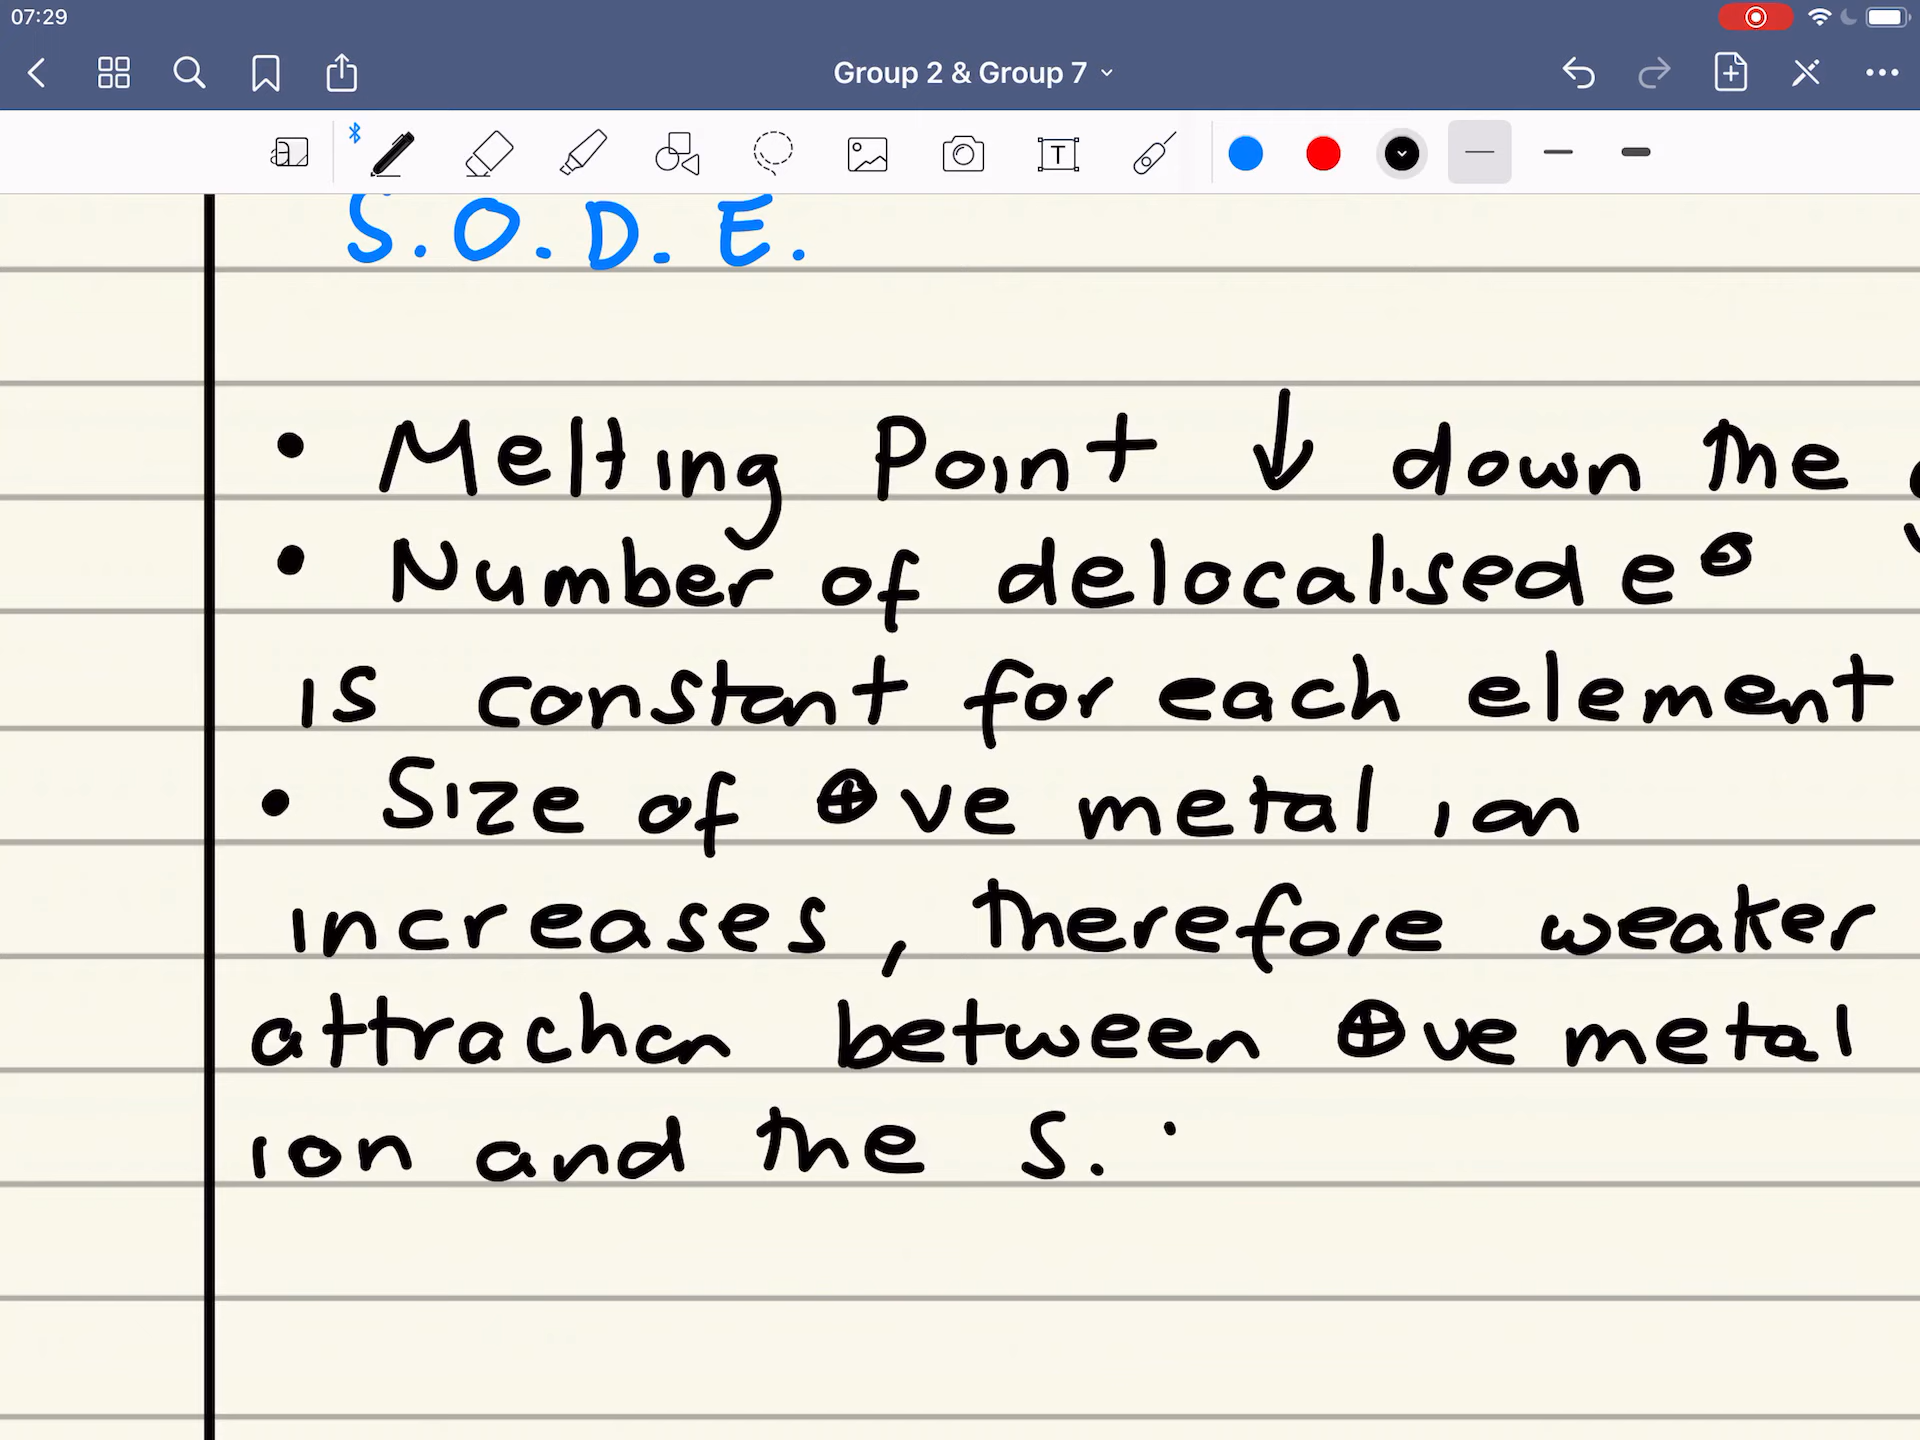 07:29
Group 2 & Group 7
S.O.D.E.
• Melting Point ↓ down the
• Number of delocalised e⊖
is constant for each element
• Size of ⊕ve metal ion
increases, therefore weaker
attraction between ⊕ve metal
ion and the S.